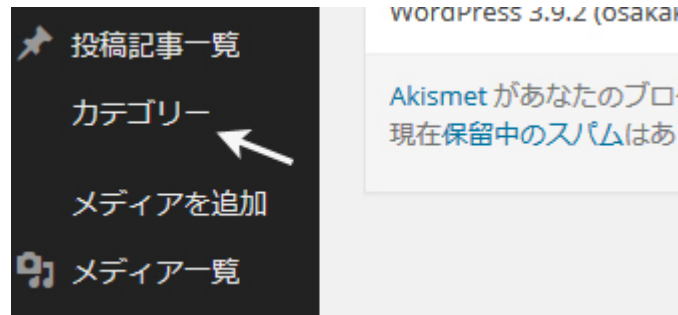 投稿記事一覧
カテゴリー
メディアを追加
メディア一覧
WordPress 3.9.2
Akismet があなたのブロ
現在保留中のスパムはあ